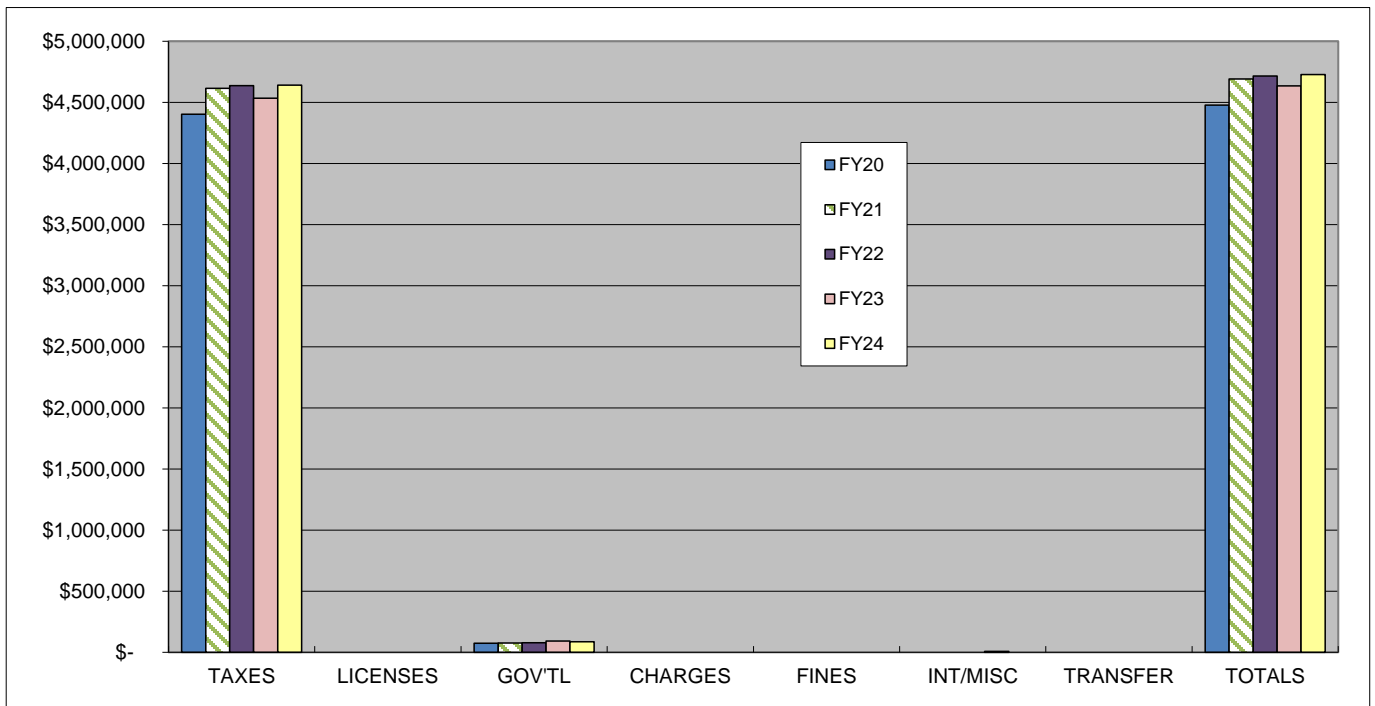 $5,000,000
$4,500,000
$4,000,000
$3,500,000
$3,000,000
$2,500,000
$2,000,000
$1,500,000
$1,000,000
$500,000
$-
FY20
FY21
FY22
FY23
FY24
TAXES LICENSES GOV'TL CHARGES FINES INT/MISC TRANSFER TOTALS